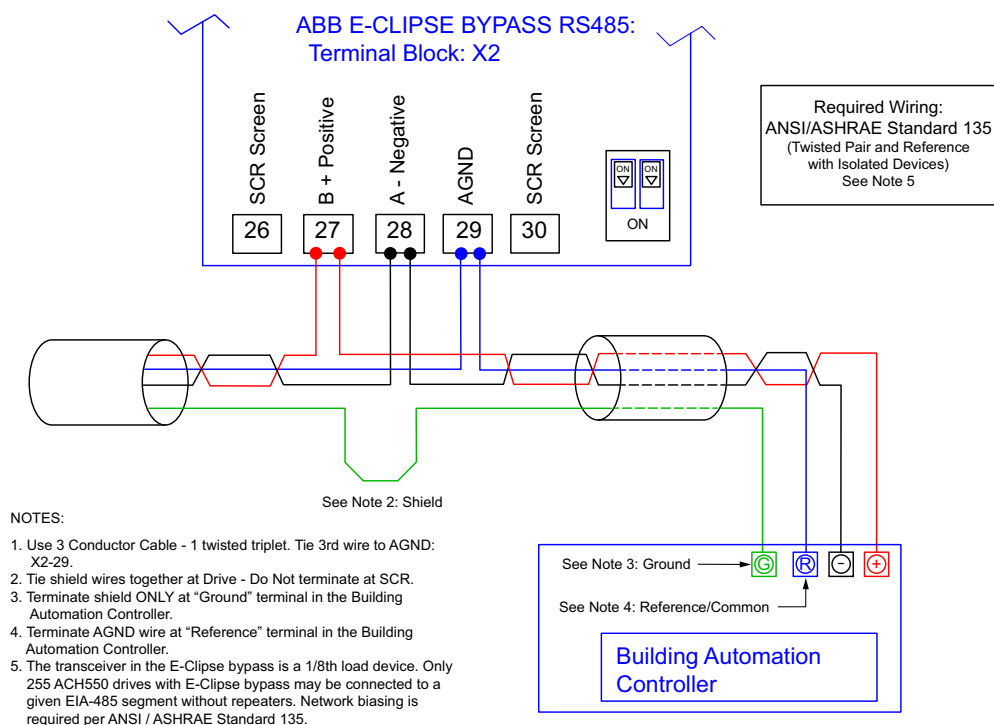 ABB E-CLIPSE BYPASS RS485:
Terminal Block: X2
SCR Screen
B + Positive
A - Negative
AGND
SCR Screen
26
27
28
29
30
ON
ON
ON
Required Wiring:
ANSI/ASHRAE Standard 135
(Twisted Pair and Reference
with Isolated Devices)
See Note 5
See Note 2: Shield
NOTES:
1. Use 3 Conductor Cable - 1 twisted triplet. Tie 3rd wire to AGND:
X2-29.
2. Tie shield wires together at Drive - Do Not terminate at SCR.
3. Terminate shield ONLY at “Ground” terminal in the Building
Automation Controller.
4. Terminate AGND wire at “Reference” terminal in the Building
Automation Controller.
5. The transceiver in the E-Clipse bypass is a 1/8th load device. Only
255 ACH550 drives with E-Clipse bypass may be connected to a
given EIA-485 segment without repeaters. Network biasing is
required per ANSI / ASHRAE Standard 135.
See Note 3: Ground
G
R
-
+
See Note 4: Reference/Common
Building Automation
Controller